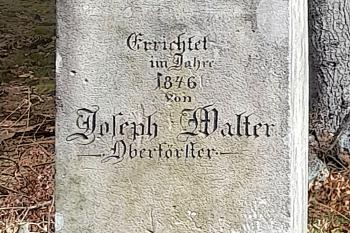 Errichtet
im Jahre
1846
von
Joseph Walter
Oberförster